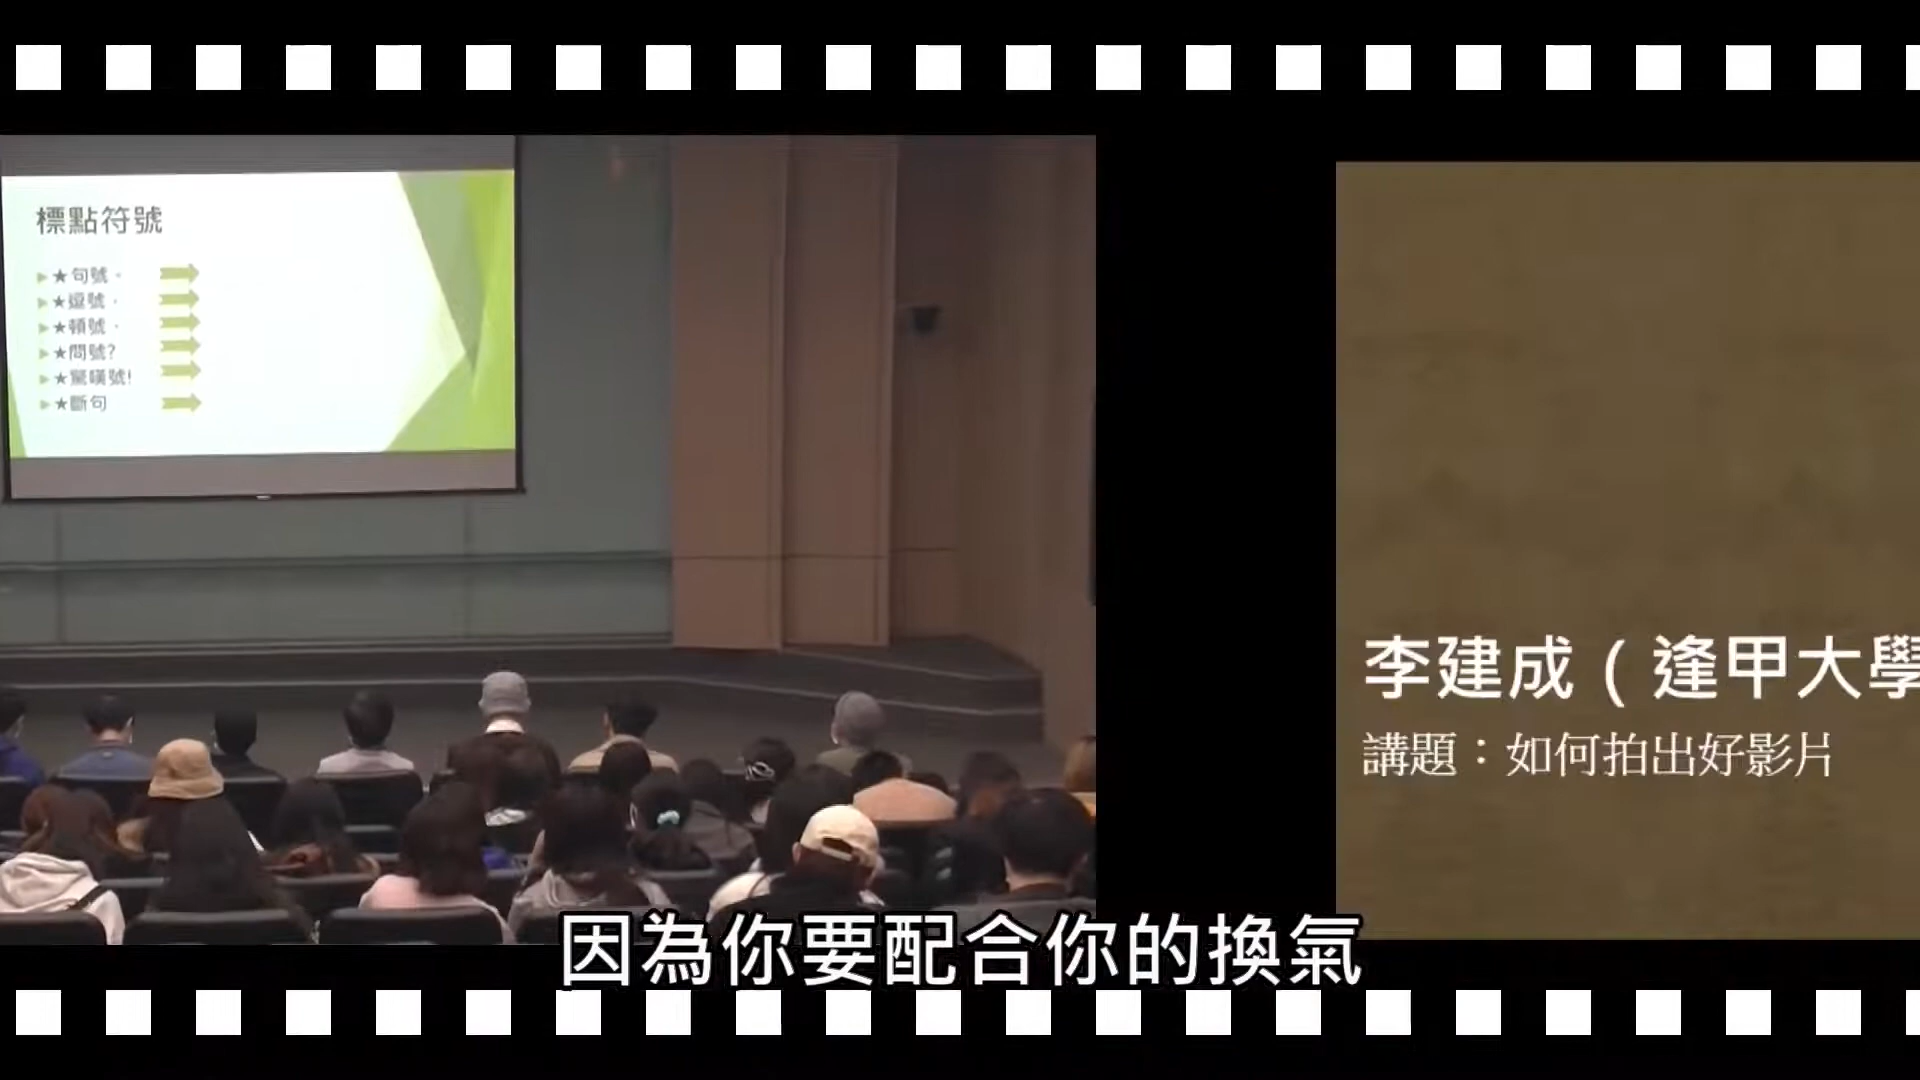 標點符號
★句號。
★逗號，
★頓號、
★問號?
★驚嘆號!
★斷句
李建成（逢甲大學
講題：如何拍出好影片
因為你要配合你的換氣